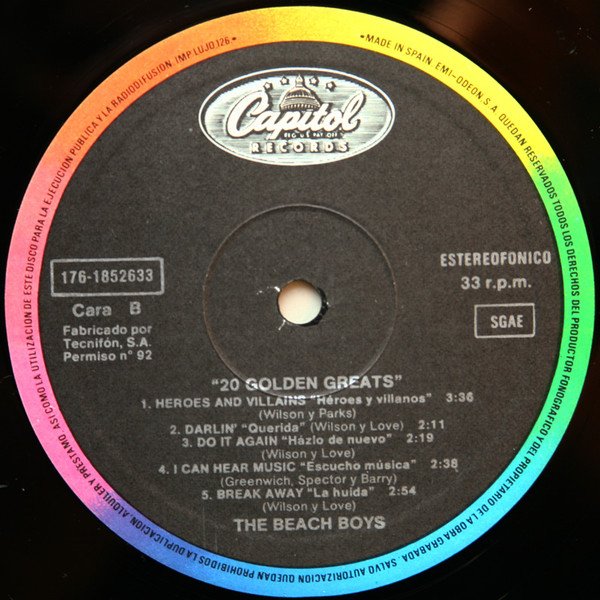 ASI COMO LA UTILIZACION DE ESTE DISCO PARA LA EJECUCION PUBLICA Y LA RADIODIFUSION. IMP LUJO 126 •
• MADE IN SPAIN. EMI-ODEON, S. A. QUEDAN RESERVADOS TODOS LOS DERECHOS DEL PRODUCTOR FONOGRAFICO Y DEL PROPIETARIO DE LA OBRA GRABADA. SALVO AUTORIZACION QUEDAN PROHIBIDOS LA DUPLICACION, ALQUILER Y PRESTAMO,
Capitol
REG. U.S. PAT. OFF.
RECORDS
176-1852633
Cara B
Fabricado por
Tecnifón, S.A.
Permiso n° 92
ESTEREOFONICO
33 r.p.m.
SGAE
"20 GOLDEN GREATS"
1. HEROES AND VILLAINS "Héroes y villanos" 3:36
(Wilson y Parks)
2. DARLIN' "Querida" (Wilson y Love) 2:11
3. DO IT AGAIN "Házlo de nuevo" 2:19
(Wilson y Love)
4. I CAN HEAR MUSIC "Escucho música" 2:38
(Greenwich, Spector y Barry)
5. BREAK AWAY "La huida" 2:54
(Wilson y Love)
THE BEACH BOYS